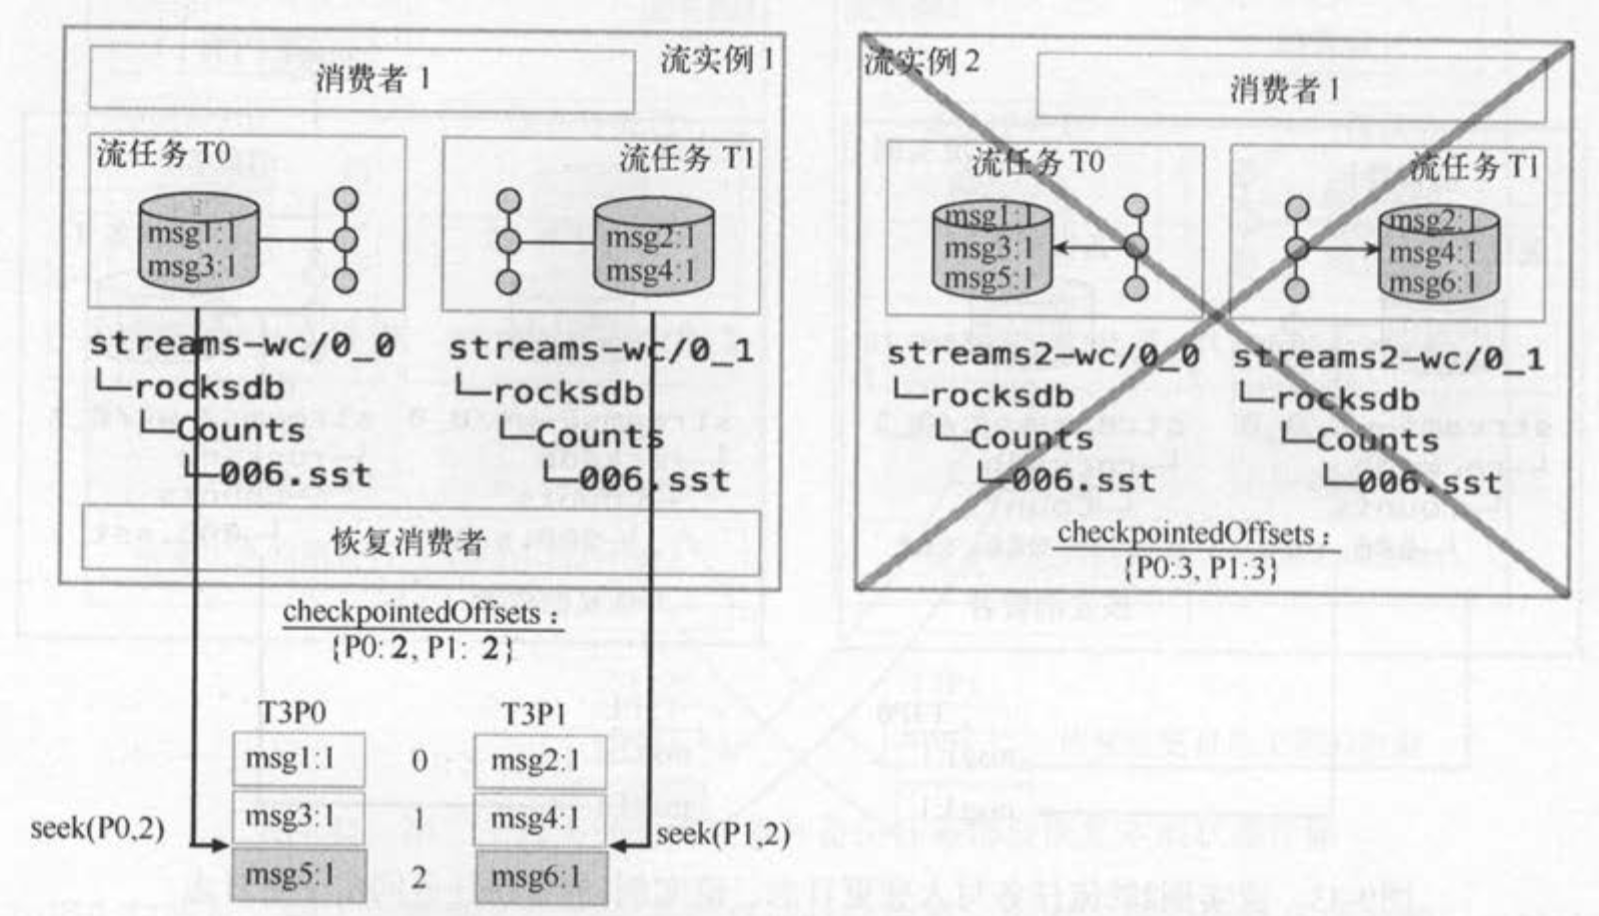 流实例 1
消费者 1
流任务 T0
流任务 T1
msg1:1
msg3:1
msg2:1
msg4:1
streams-wc/0_0
└─rocksdb
└─Counts
└─006.sst
streams-wc/0_1
└─rocksdb
└─Counts
└─006.sst
恢复消费者
checkpointedOffsets：
{P0: 2, P1: 2}
T3P0
T3P1
msg1:1
0
msg2:1
msg3:1
1
msg4:1
seek(P0,2)
seek(P1,2)
msg5:1
2
msg6:1
流实例 2
消费者 1
流任务 T0
流任务 T1
msg1:1
msg3:1
msg5:1
msg2:1
msg4:1
msg6:1
streams2-wc/0_0
└─rocksdb
└─Counts
└─006.sst
streams2-wc/0_1
└─rocksdb
└─Counts
└─006.sst
checkpointedOffsets：
{P0:3, P1:3}